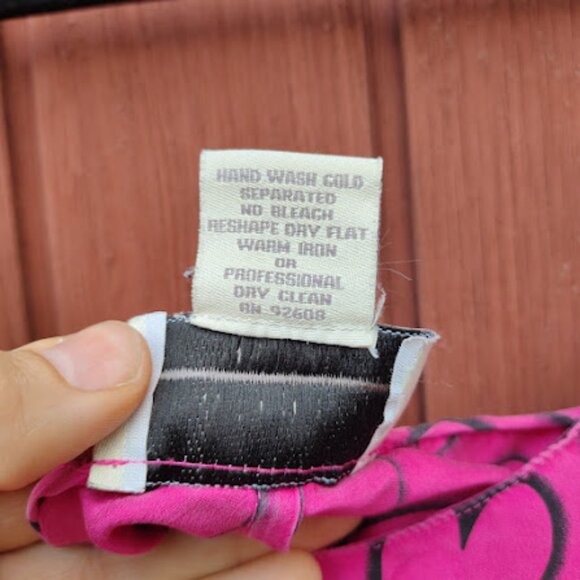 HAND WASH COLD
SEPARATED
NO BLEACH
RESHAPE DRY FLAT
WARM IRON
OR
PROFESSIONAL
DRY CLEAN
RN 92608